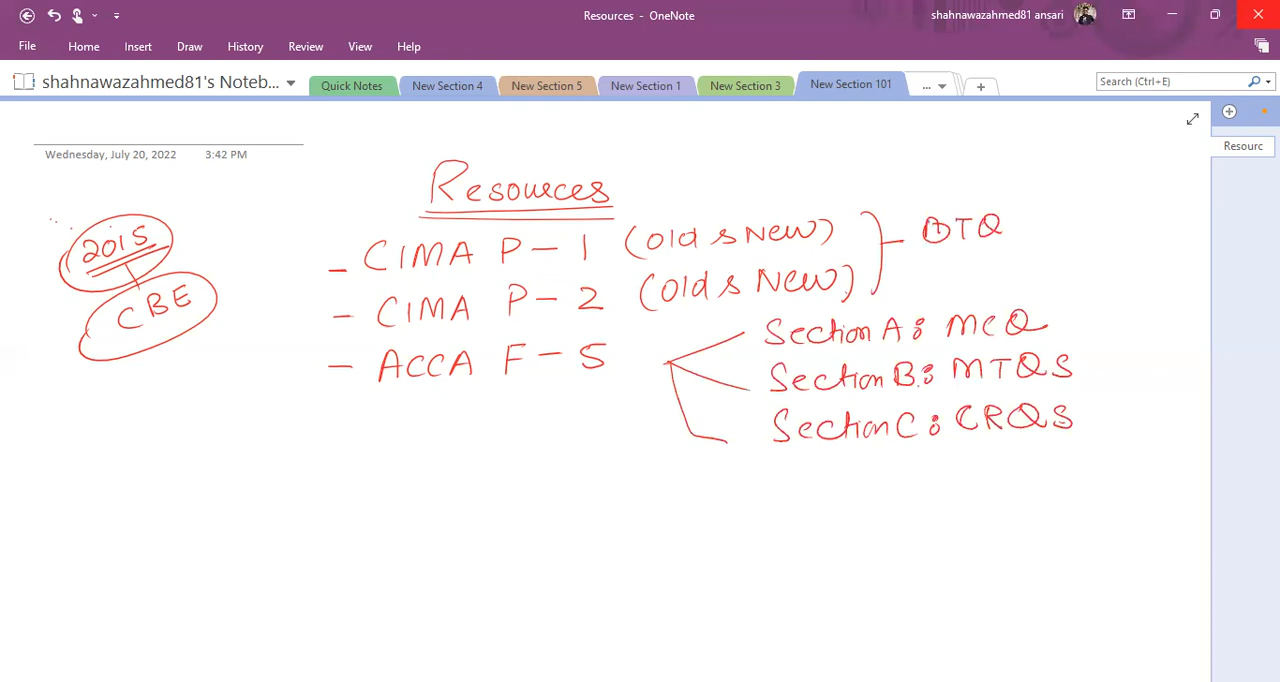 Resources - OneNote
shahnawazahmed81 ansari
File Home Insert Draw History Review View Help
shahnawazahmed81's Noteb...
Quick Notes New Section 4 New Section 5 New Section 1 New Section 3 New Section 101 ...
Search (Ctrl+E)
Resourc
Wednesday, July 20, 2022 3:42 PM
Resources
2015
CBE
- CIMA P - 1 (Old & New)
- CIMA P - 2 (Old & New)
- OTQ
- ACCA F - 5
Section A: MCQ
Section B: MTQS
Section C: CRQS